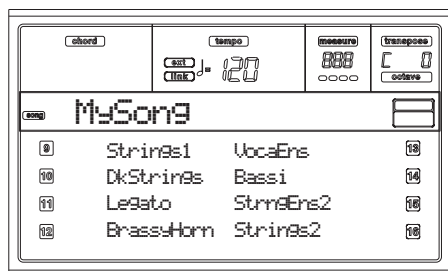 chord tempo measure transpose
ext link ♩= 120 888 C 0
octave
song MySong
9 Strings1 VocaEns 13
10 DkStrings Bassi 14
11 Legato StrngEns2 15
12 BrassyHorn Strings2 16